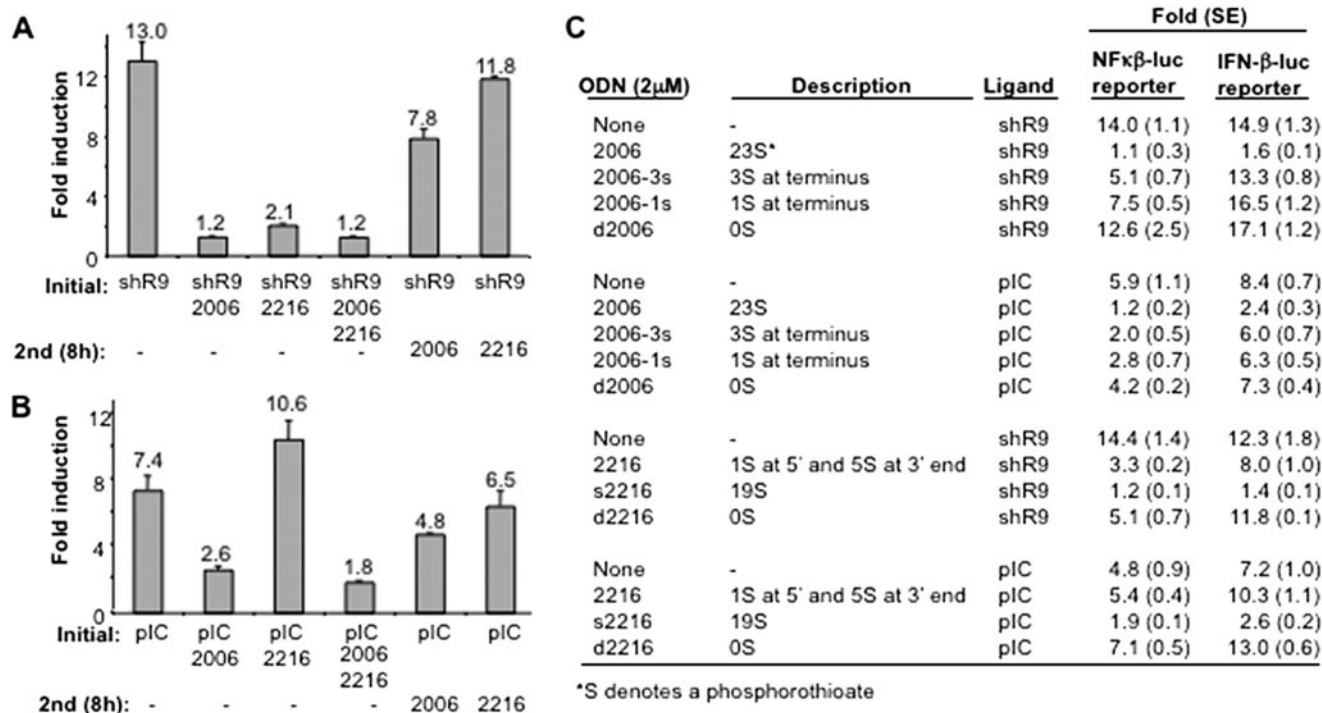 A
Fold induction
12
8
4
0
13.0
1.2
2.1
1.2
7.8
11.8
Initial: shR9 shR9 shR9 shR9 shR9 shR9
2006 2216 2006
2216
2nd (8h): - - - - 2006 2216
B
Fold induction
12
8
4
0
7.4
2.6
10.6
1.8
4.8
6.5
Initial: pIC pIC pIC pIC pIC pIC
2006 2216 2006
2216
2nd (8h): - - - - 2006 2216
C
Fold (SE)
NFκβ-luc IFN-β-luc
ODN (2μM) Description Ligand reporter reporter
None - shR9 14.0 (1.1) 14.9 (1.3)
2006 23S* shR9 1.1 (0.3) 1.6 (0.1)
2006-3s 3S at terminus shR9 5.1 (0.7) 13.3 (0.8)
2006-1s 1S at terminus shR9 7.5 (0.5) 16.5 (1.2)
d2006 0S shR9 12.6 (2.5) 17.1 (1.2)
None - pIC 5.9 (1.1) 8.4 (0.7)
2006 23S pIC 1.2 (0.2) 2.4 (0.3)
2006-3s 3S at terminus pIC 2.0 (0.5) 6.0 (0.7)
2006-1s 1S at terminus pIC 2.8 (0.7) 6.3 (0.5)
d2006 0S pIC 4.2 (0.2) 7.3 (0.4)
None - shR9 14.4 (1.4) 12.3 (1.8)
2216 1S at 5' and 5S at 3' end shR9 3.3 (0.2) 8.0 (1.0)
s2216 19S shR9 1.2 (0.1) 1.4 (0.1)
d2216 0S shR9 5.1 (0.7) 11.8 (0.1)
None - pIC 4.8 (0.9) 7.2 (1.0)
2216 1S at 5' and 5S at 3' end pIC 5.4 (0.4) 10.3 (1.1)
s2216 19S pIC 1.9 (0.1) 2.6 (0.2)
d2216 0S pIC 7.1 (0.5) 13.0 (0.6)
*S denotes a phosphorothioate